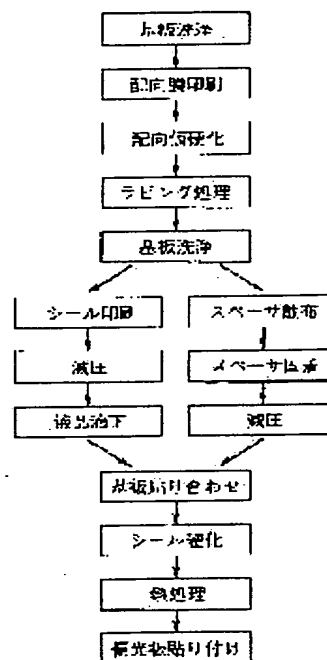 基板洗浄
配向膜印刷
配向膜硬化
ラビング処理
基板洗浄
シール印刷
スペーサ散布
減圧
スペーサ固着
液晶滴下
減圧
基板貼り合わせ
シール硬化
熱処理
偏光板貼り付け